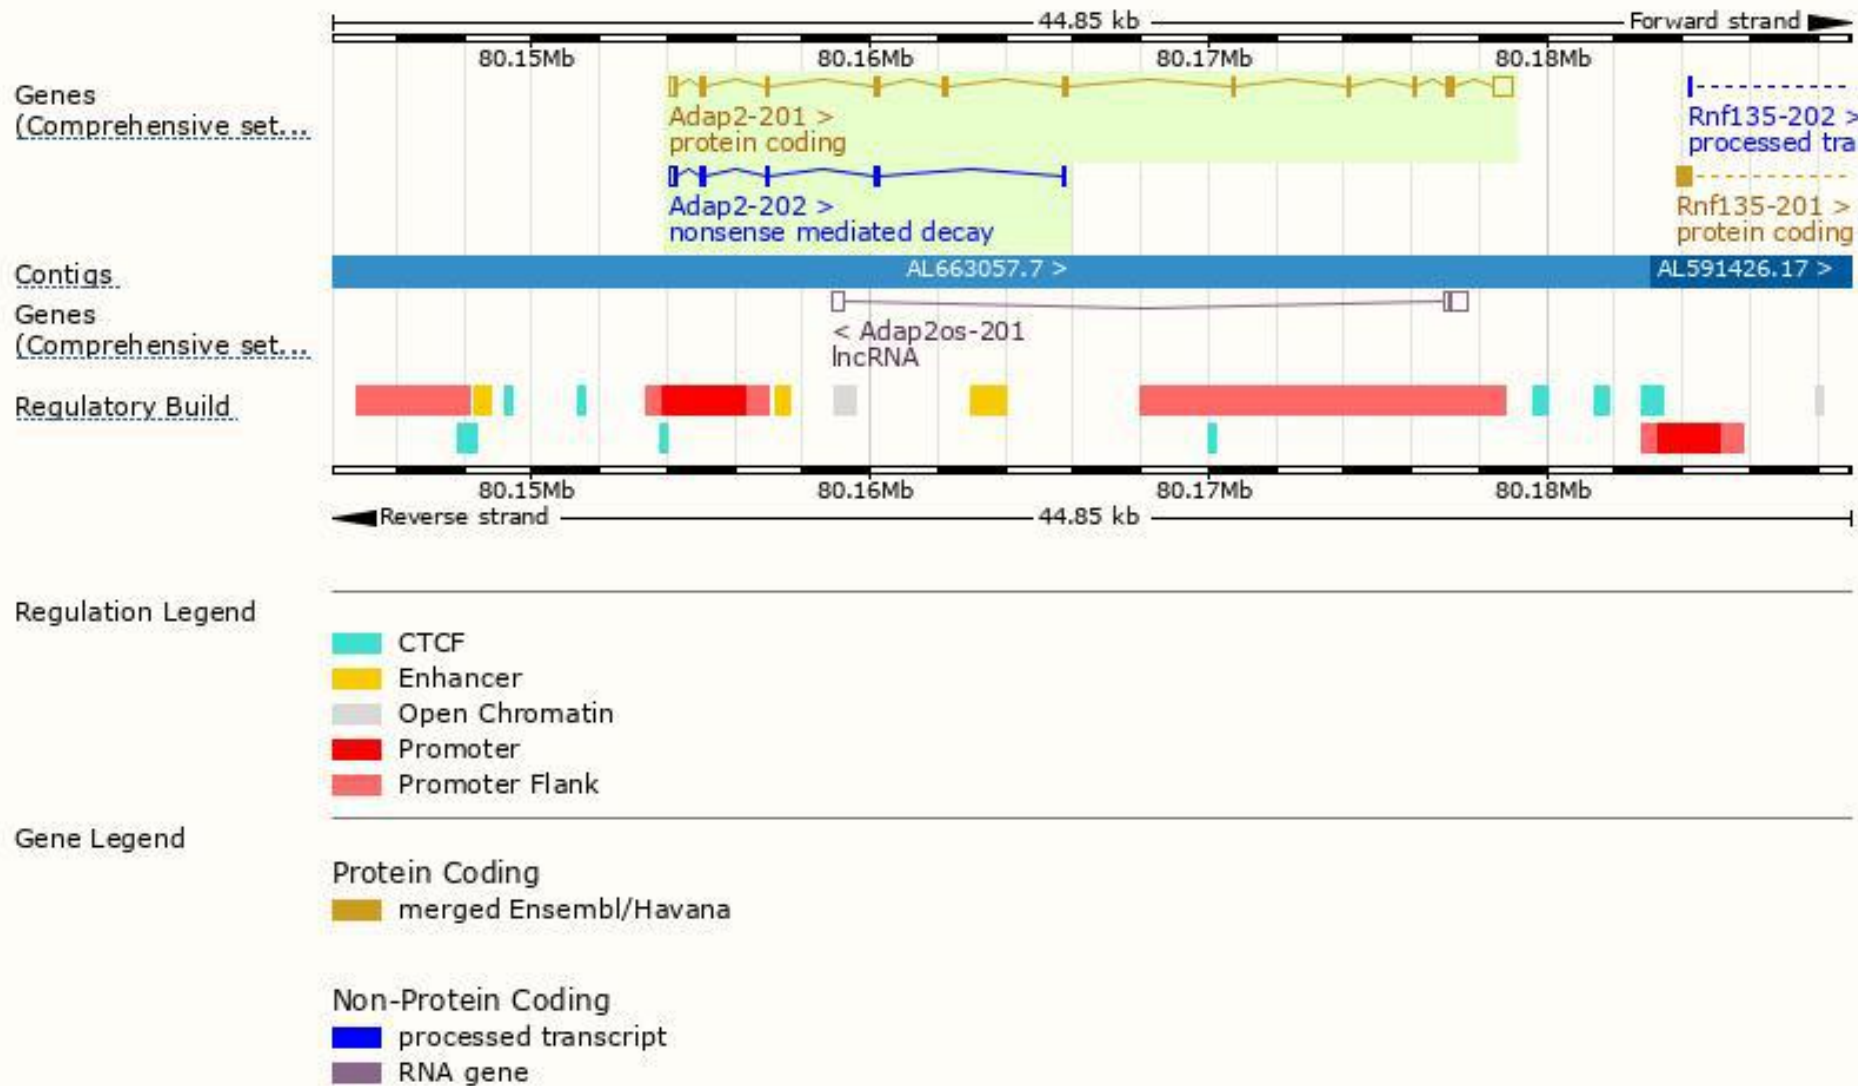 44.85 kb Forward strand
80.15Mb 80.16Mb 80.17Mb 80.18Mb
Genes
(Comprehensive set...
Adap2-201 >
protein coding
Rnf135-202 >
processed tra
Adap2-202 >
nonsense mediated decay
Rnf135-201 >
protein coding
Contigs
AL663057.7 > AL591426.17 >
Genes
(Comprehensive set...
< Adap2os-201
lncRNA
Regulatory Build
80.15Mb 80.16Mb 80.17Mb 80.18Mb
Reverse strand 44.85 kb
Regulation Legend
CTCF
Enhancer
Open Chromatin
Promoter
Promoter Flank
Gene Legend
Protein Coding
merged Ensembl/Havana
Non-Protein Coding
processed transcript
RNA gene